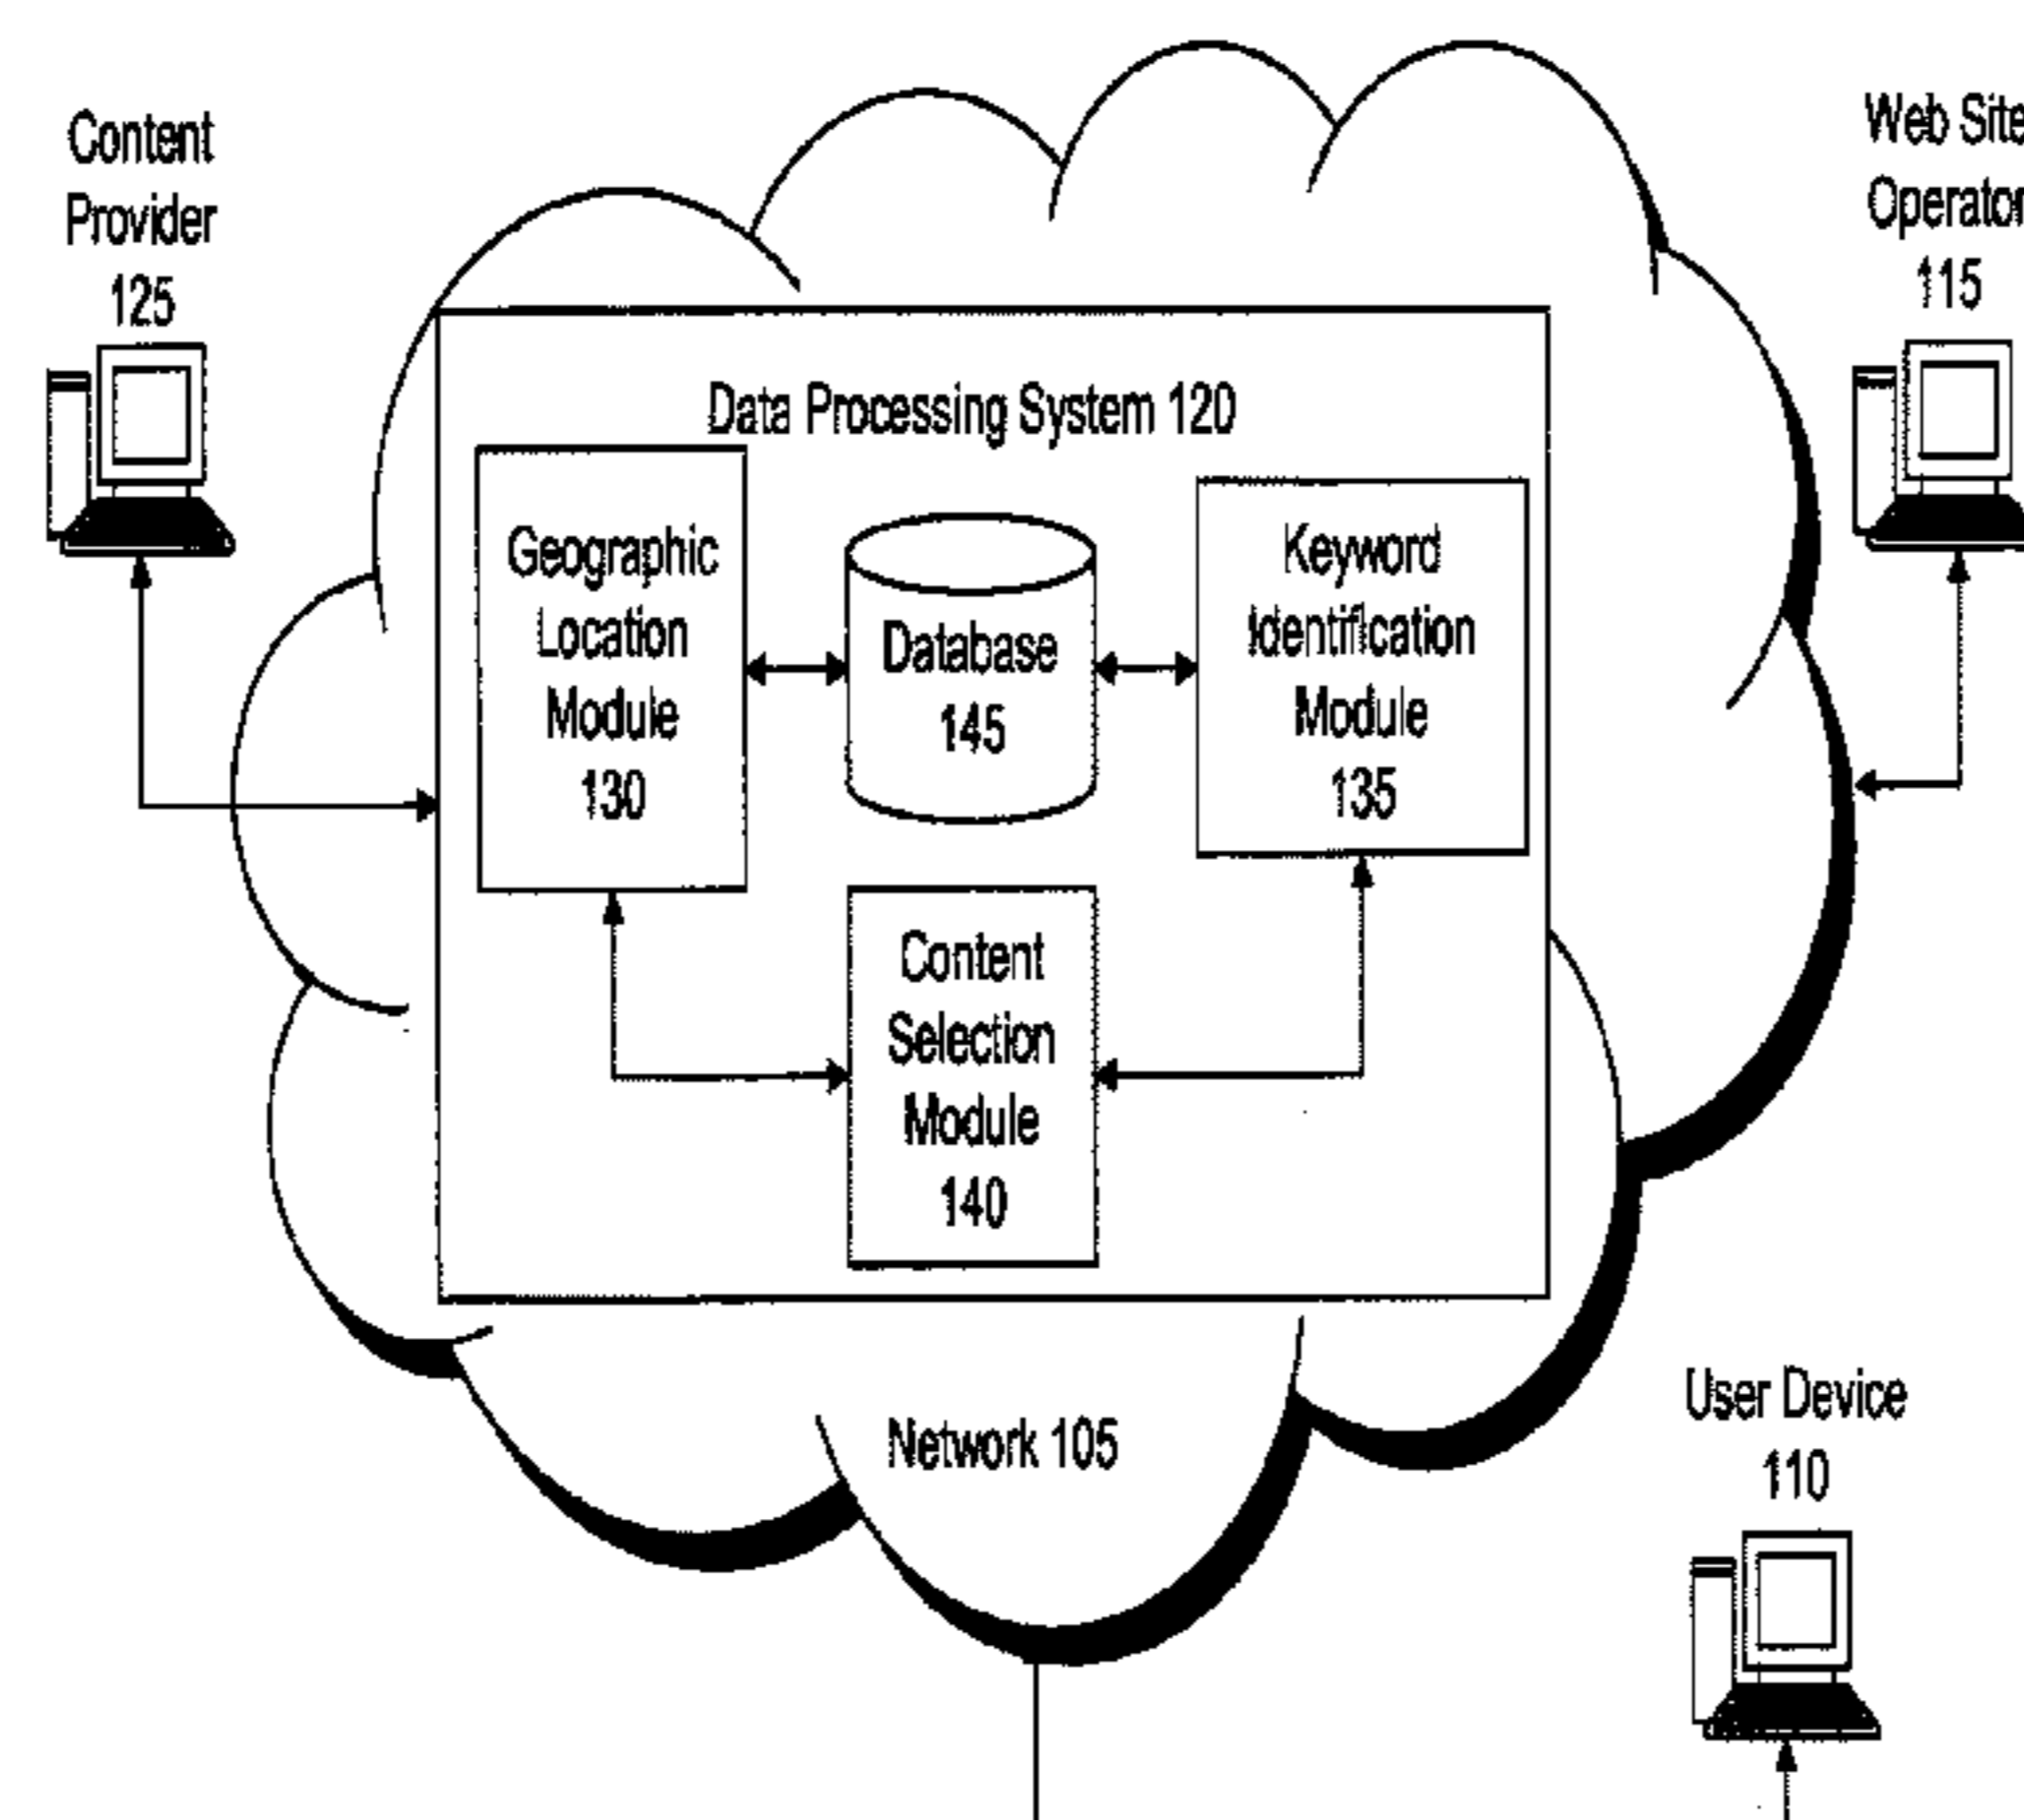 Content
Provider
125
Web Site
Operator
115
Data Processing System 120
Geographic
Location
Module
130
Database
145
Keyword
Identification
Module
135
Content
Selection
Module
140
Network 105
User Device
110